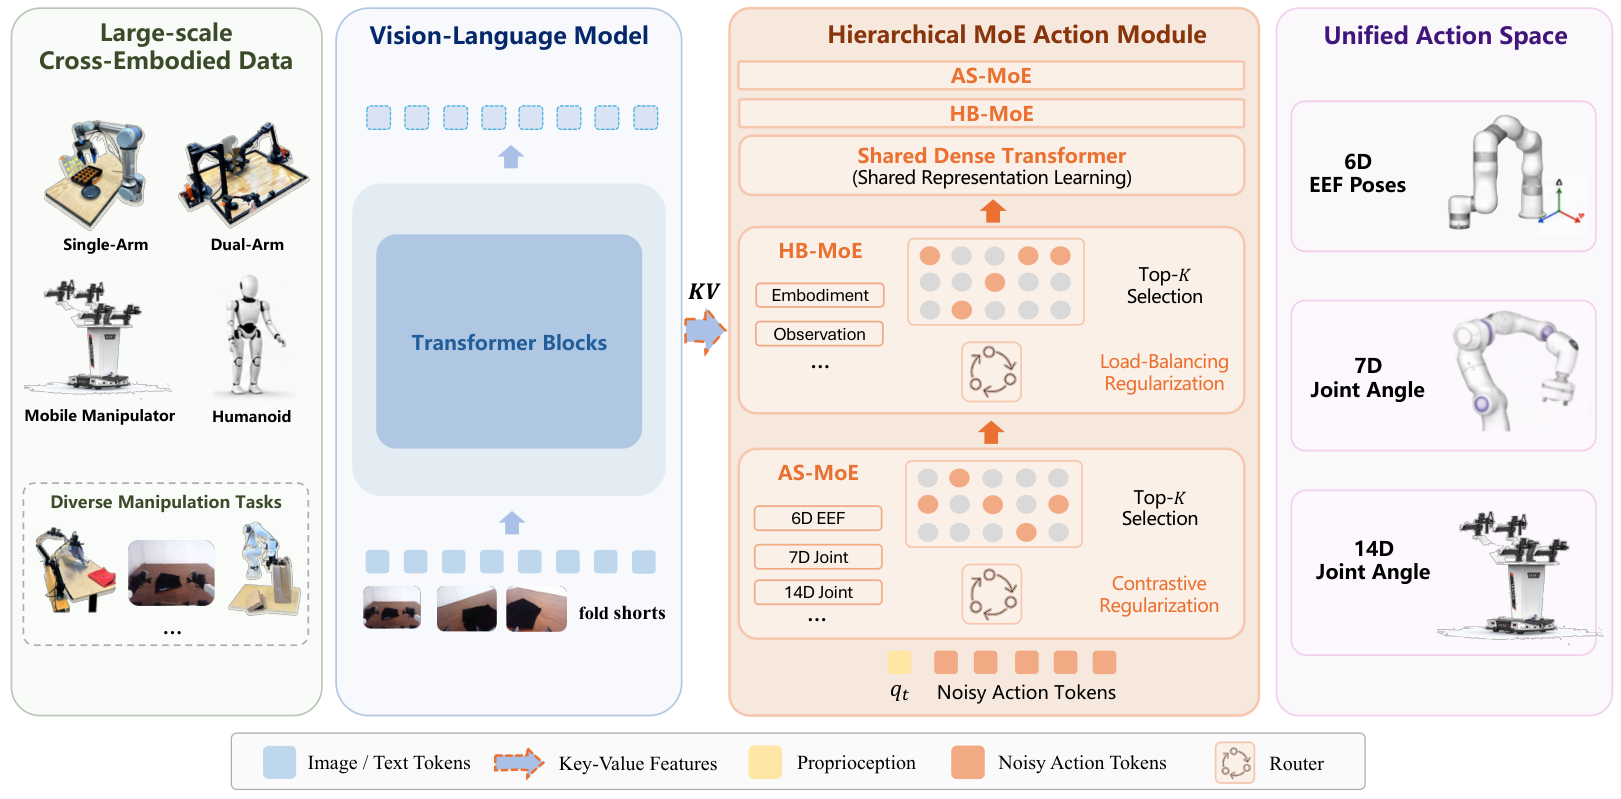 Large-scale
Cross-Embodied Data
Single-Arm
Dual-Arm
Mobile Manipulator
Humanoid
Diverse Manipulation Tasks
...
Vision-Language Model
Transformer Blocks
fold shorts
KV
Hierarchical MoE Action Module
AS-MoE
HB-MoE
Shared Dense Transformer
(Shared Representation Learning)
HB-MoE
Embodiment
Observation
...
Top-K
Selection
Load-Balancing
Regularization
AS-MoE
6D EEF
7D Joint
14D Joint
...
Top-K
Selection
Contrastive
Regularization
q_t
Noisy Action Tokens
Unified Action Space
6D
EEF Poses
7D
Joint Angle
14D
Joint Angle
Image / Text Tokens
Key-Value Features
Proprioception
Noisy Action Tokens
Router